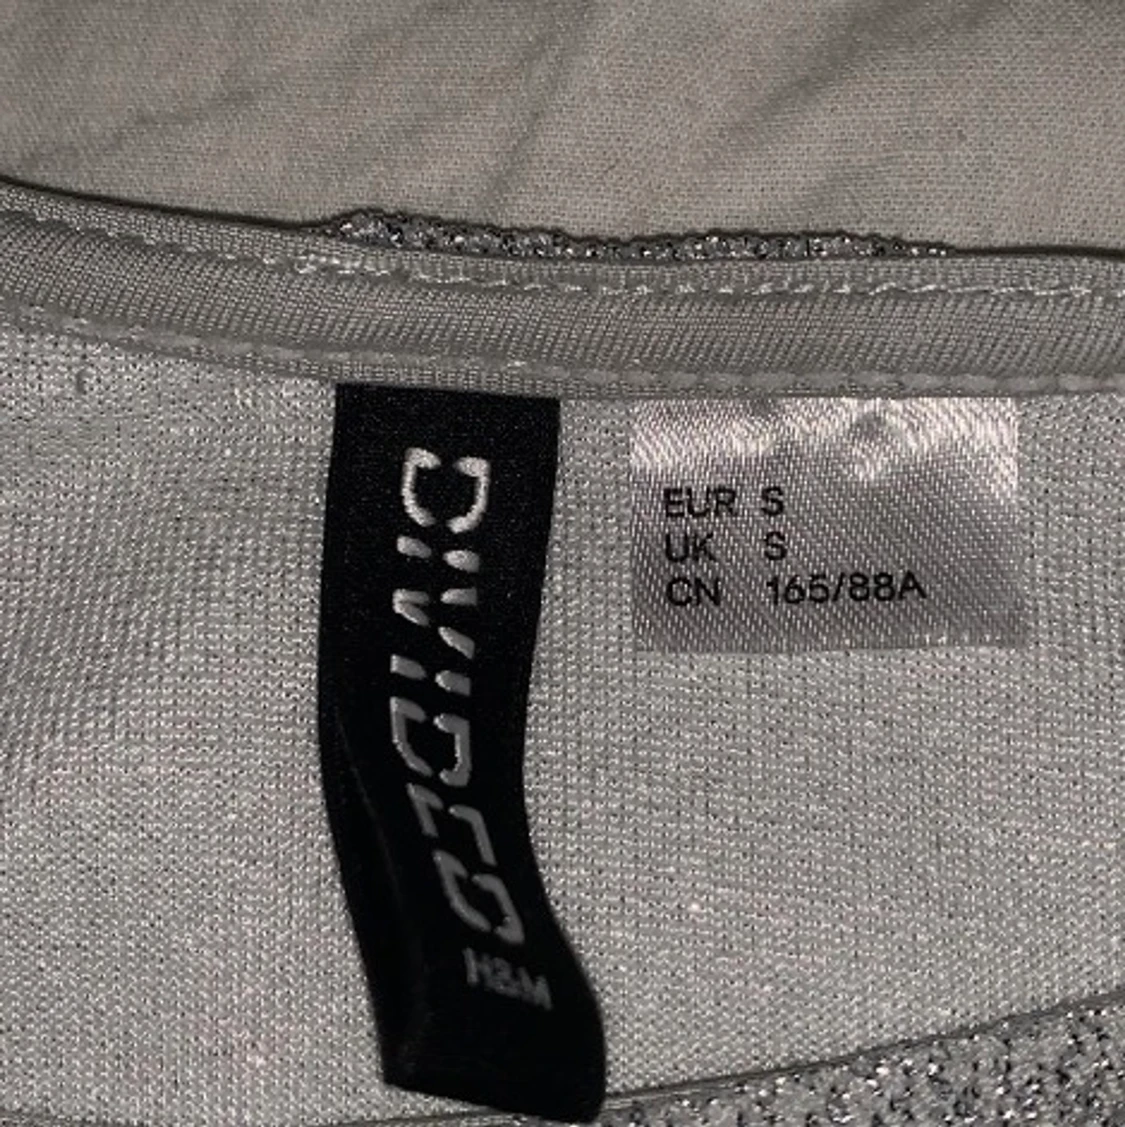 DIVIDED
H&M
EUR S
UK S
CN 165/88A